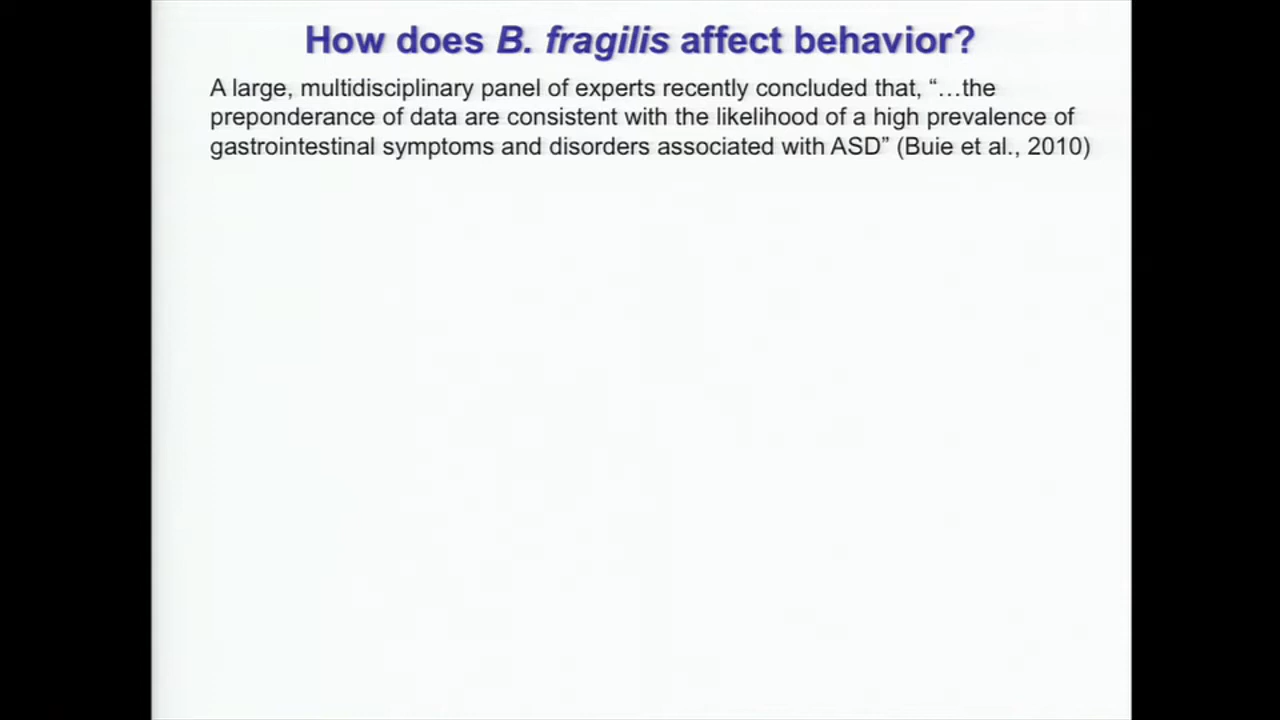 How does B. fragilis affect behavior?
A large, multidisciplinary panel of experts recently concluded that, “…the
preponderance of data are consistent with the likelihood of a high prevalence of
gastrointestinal symptoms and disorders associated with ASD” (Buie et al., 2010)